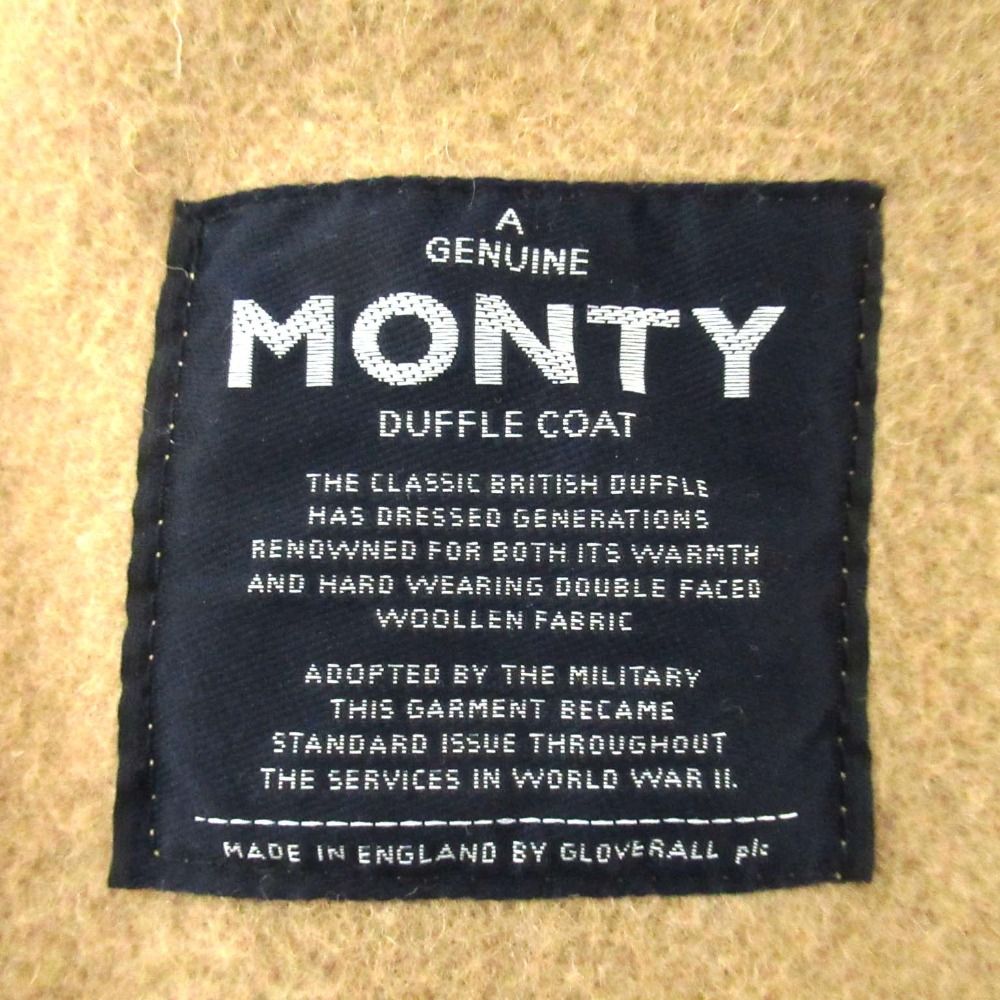 A
GENUINE
MONTY
DUFFLE COAT
THE CLASSIC BRITISH DUFFLE
HAS DRESSED GENERATIONS
RENOWNED FOR BOTH ITS WARMTH
AND HARD WEARING DOUBLE FACED
WOOLLEN FABRIC
ADOPTED BY THE MILITARY
THIS GARMENT BECAME
STANDARD ISSUE THROUGHOUT
THE SERVICES IN WORLD WAR II.
MADE IN ENGLAND BY GLOVERALL plc